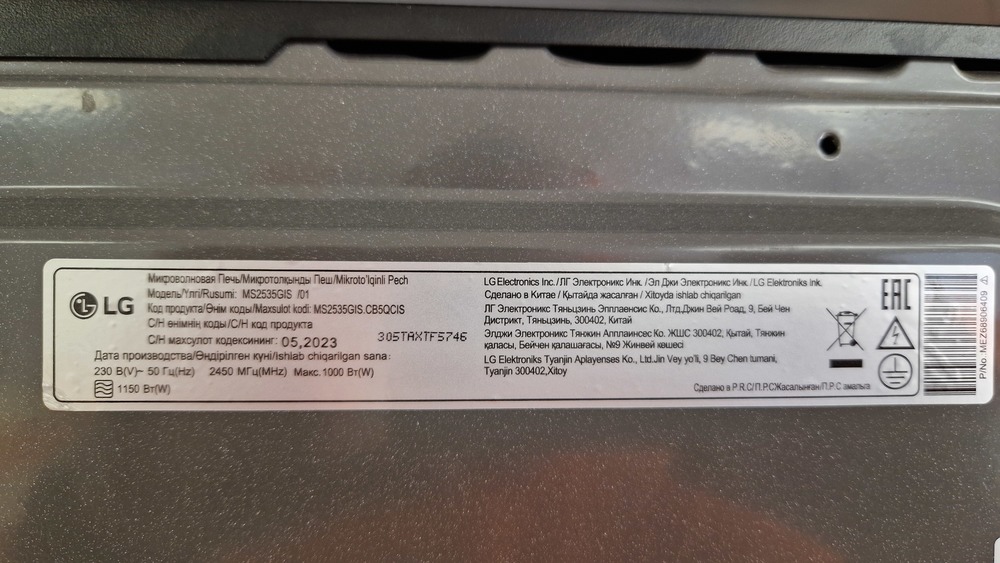 LG
Микроволновая Печь/Микротолқынды Пеш/Mikroto'lqinli Pech
Модель/Үлгі/Rusumi: MS2535GIS /01
Код продукта/Өнім коды/Maxsulot kodi: MS2535GIS.CB5QCIS
С/Н өнімнің коды/С/Н код продукта
С/Н махсулот кодексининг: 305TAXTF5746
05,2023
Дата производства/Өндірілген күні/ishlab chiqarilgan sana:
230 В(V)~ 50 Гц(Hz) 2450 МГц(MHz) Макс.1000 Вт(W)
1150 Вт(W)
LG Electronics Inc./ЛГ Электроникс Инк./Эл Джи Электроникс Инк./LG Elektroniks Ink.
Сделано в Китае / Қытайда жасалған / Xitoyda ishlab chiqarilgan
ЛГ Электроникс Тяньцзинь Эпплаенсис Ко., Лтд,Джин Вей Роад, 9, Бей Чен
Дистрикт, Тяньцзинь, 300402, Китай
Элджи Электроникс Тянжин Апплаинсес Ко. ЖШС 300402, Қытай, Тянжин
қаласы, Бейчен қалашағы, №9 Жинвей көшесі
LG Elektroniks Tyanjin Aplayenses Ko., Ltd.Jin Vey yo'li, 9 Bey Chen tumani,
Tyanjin 300402,Xitoy
Сделано в P.R.C/П.Р.СЖасалынған/П.Р.С амалыта
EAC
P/No.:MEZ68906409